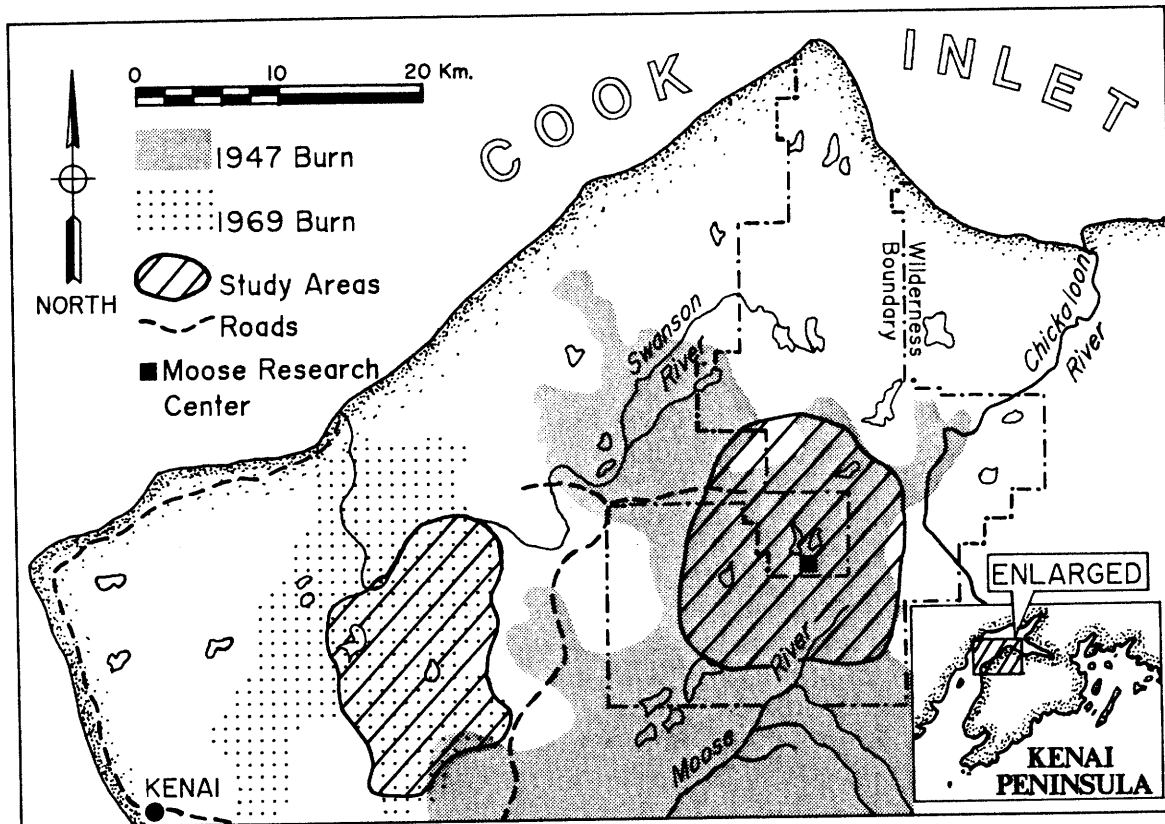 COOK INLET
0 10 20 Km.
1947 Burn
1969 Burn
Study Areas
Roads
Moose Research
Center
NORTH
Swanson
River
Wilderness
Boundary
Chickaloon
River
River
Moose
KENAI
ENLARGED
KENAI
PENINSULA